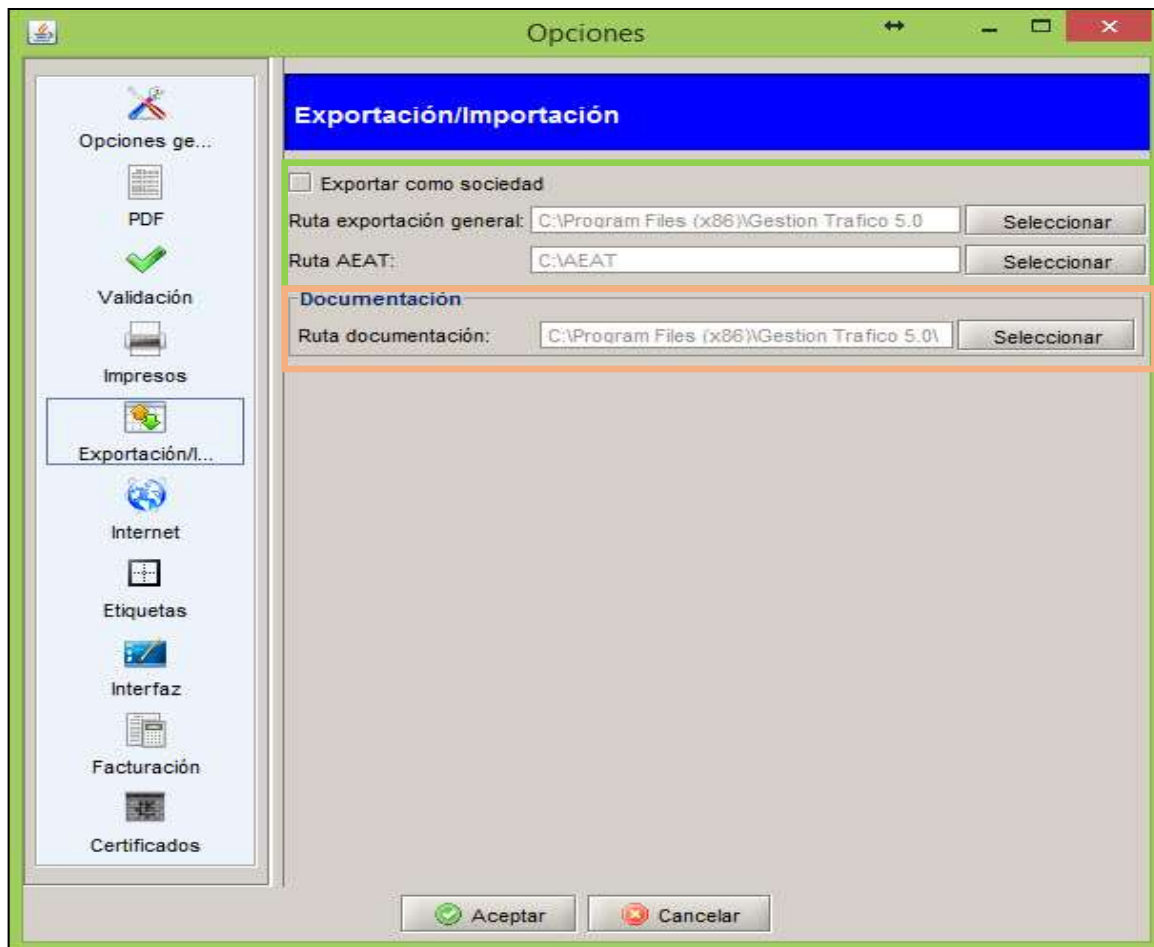 Opciones
Opciones ge...
PDF
Validación
Impresos
Exportación/I...
Internet
Etiquetas
Interfaz
Facturación
Certificados
Exportación/Importación
Exportar como sociedad
Ruta exportación general: C:\Program Files (x86)\Gestion Trafico 5.0 Seleccionar
Ruta AEAT: C:\AEAT Seleccionar
Documentación
Ruta documentación: C:\Program Files (x86)\Gestion Trafico 5.0\ Seleccionar
Aceptar Cancelar